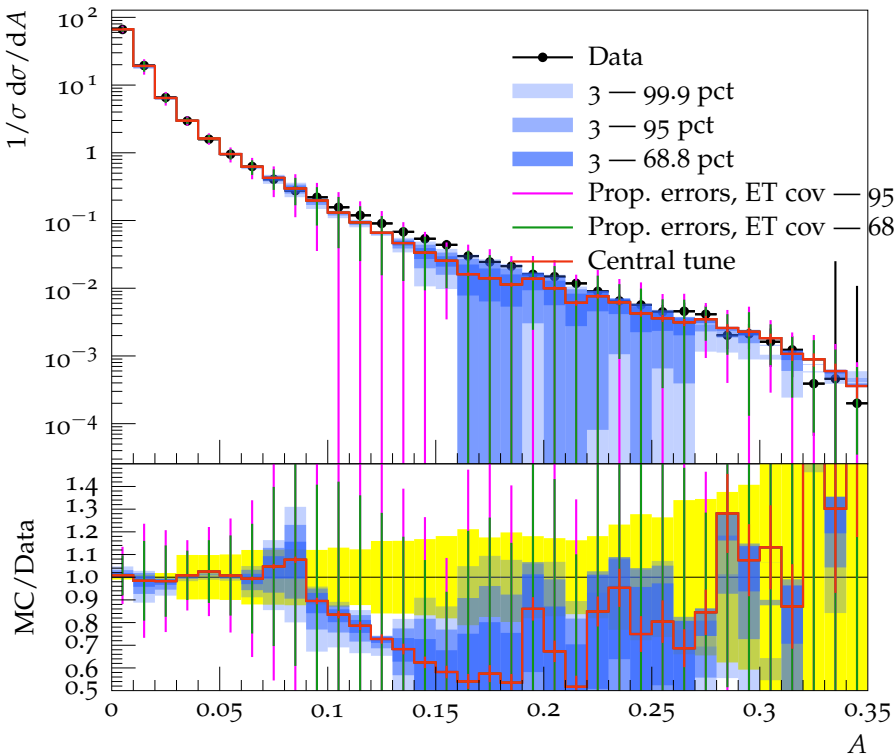 1/σ dσ/dA
10²
10¹
1
10⁻¹
10⁻²
10⁻³
10⁻⁴
Data
3 — 99.9 pct
3 — 95 pct
3 — 68.8 pct
Prop. errors, ET cov — 95
Prop. errors, ET cov — 68
Central tune
MC/Data
1.4
1.3
1.2
1.1
1.0
0.9
0.8
0.7
0.6
0.5
0 0.05 0.1 0.15 0.2 0.25 0.3 0.35
A